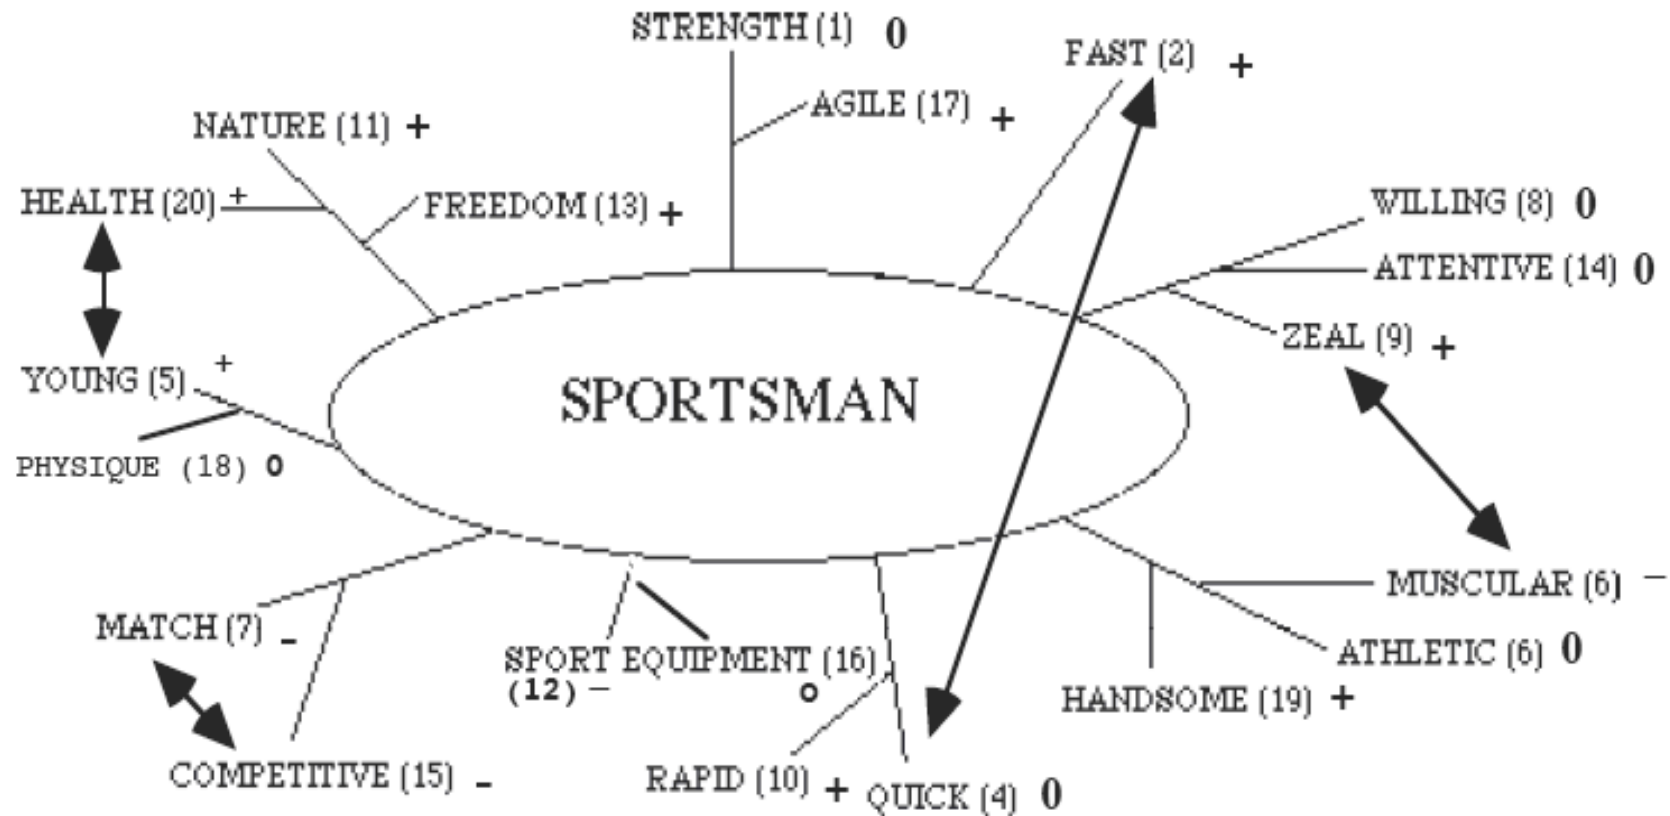 STRENGTH (1) 0
FAST (2) +
AGILE (17) +
NATURE (11) +
HEALTH (20) +
FREEDOM (13) +
WILLING (8) 0
ATTENTIVE (14) 0
ZEAL (9) +
YOUNG (5) +
SPORTSMAN
PHYSIQUE (18) 0
MUSCULAR (6) -
MATCH (7) -
ATHLETIC (6) 0
SPORT EQUIPMENT (16)
(12) - 0
HANDSOME (19) +
COMPETITIVE (15) -
RAPID (10) + QUICK (4) 0